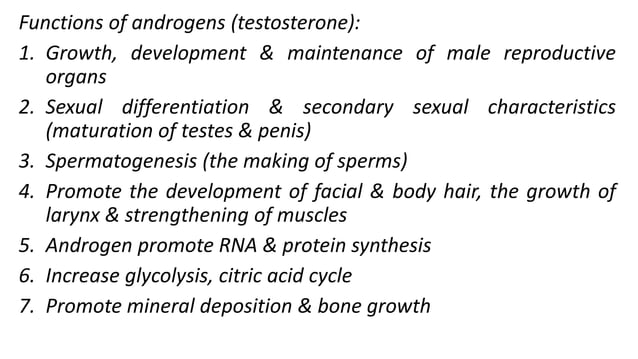 Functions of androgens (testosterone):
1. Growth, development & maintenance of male reproductive
organs
2. Sexual differentiation & secondary sexual characteristics
(maturation of testes & penis)
3. Spermatogenesis (the making of sperms)
4. Promote the development of facial & body hair, the growth of
larynx & strengthening of muscles
5. Androgen promote RNA & protein synthesis
6. Increase glycolysis, citric acid cycle
7. Promote mineral deposition & bone growth